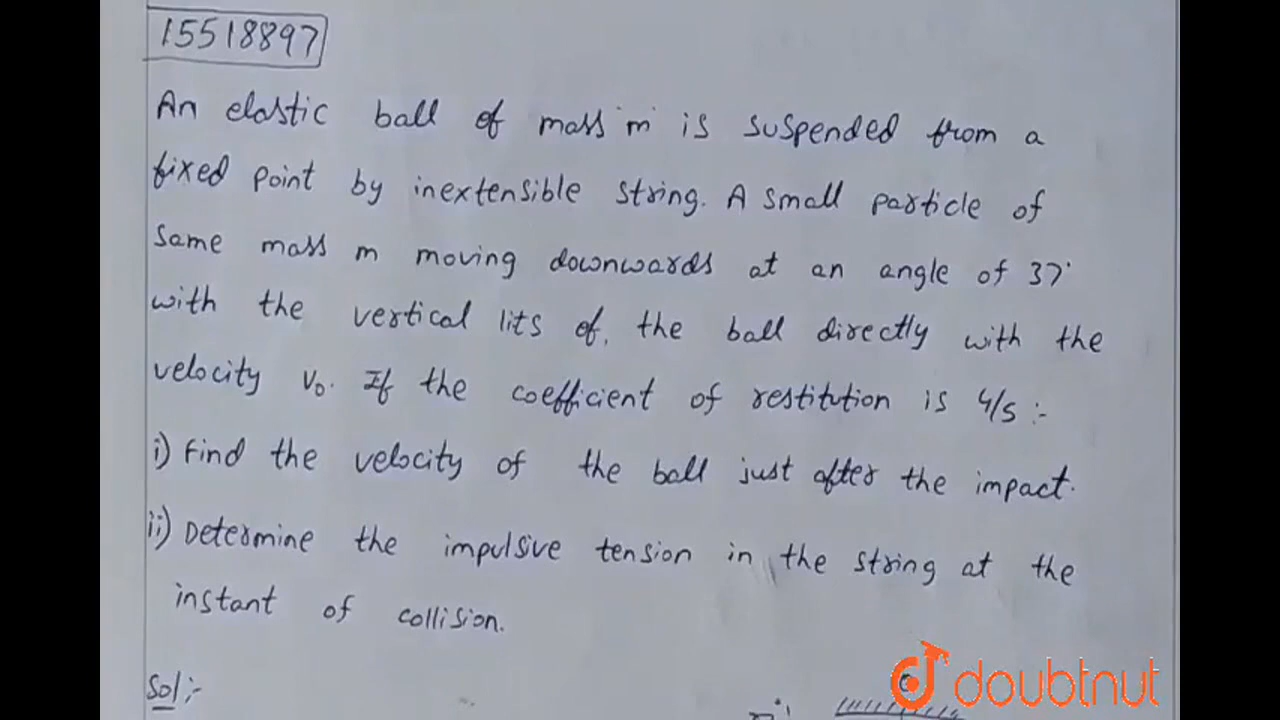 15518897
An elastic ball of mass 'm' is suspended from a
fixed point by inextensible string. A small particle of
same mass m moving downwards at an angle of 37°
with the vertical lits of. the ball directly with the
velocity v₀. If the coefficient of restitution is 4/5 :-
i) Find the velocity of the ball just after the impact.
ii) Determine the impulsive tension in the string at the
instant of collision.
Sol :-
doubtnut